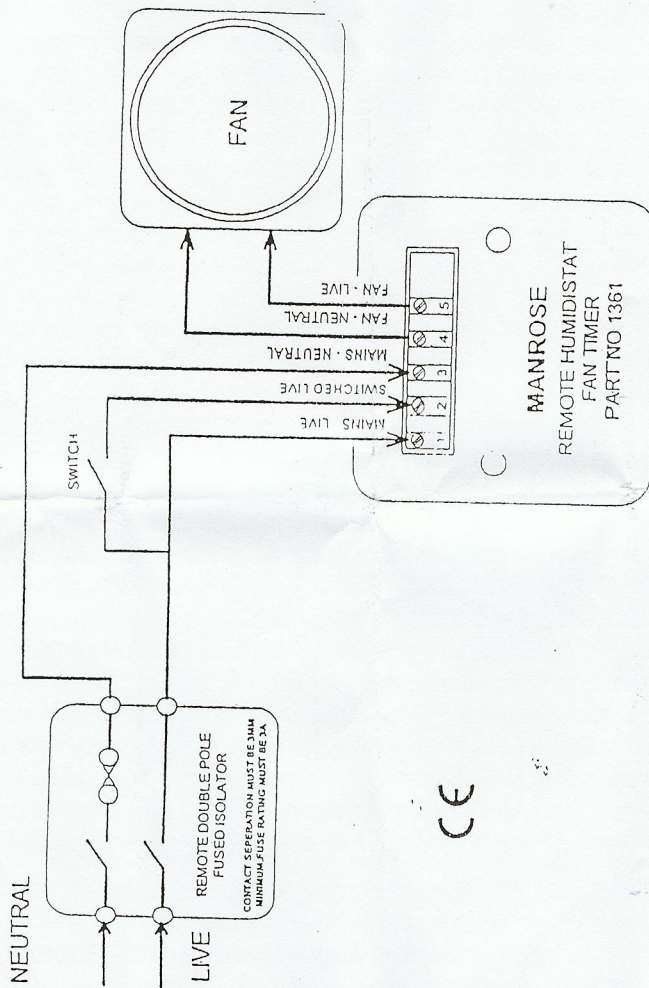 NEUTRAL
LIVE
REMOTE DOUBLE POLE
FUSED ISOLATOR
CONTACT SEPERATION MUST BE 3MM
MINIMUM FUSE RATING MUST BE 3A
SWITCH
FAN
FAN - LIVE
FAN - NEUTRAL
MAINS - NEUTRAL
SWITCHED LIVE
MAINS LIVE
1
2
3
4
5
MANROSE
REMOTE HUMIDISTAT
FAN TIMER
PART NO 1361
CE